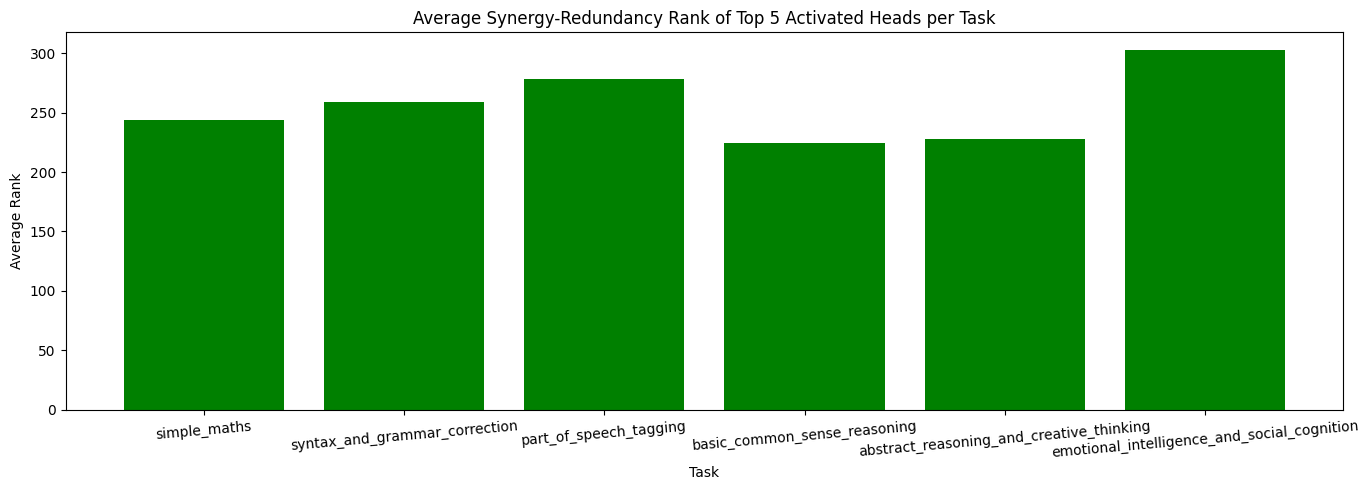 Average Synergy-Redundancy Rank of Top 5 Activated Heads per Task
Average Rank
300
250
200
150
100
50
0
simple_maths
syntax_and_grammar_correction
part_of_speech_tagging
basic_common_sense_reasoning
abstract_reasoning_and_creative_thinking
emotional_intelligence_and_social_cognition
Task